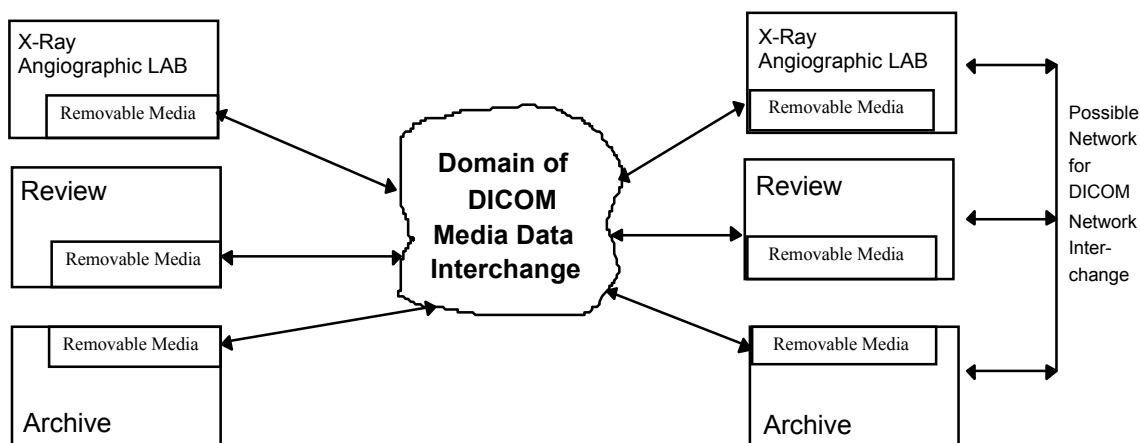 X-Ray
Angiographic LAB
Removable Media
Review
Removable Media
Removable Media
Archive
Domain of
DICOM
Media Data
Interchange
X-Ray
Angiographic LAB
Removable Media
Review
Removable Media
Removable Media
Archive
Possible
Network
for
DICOM
Network
Inter-
change